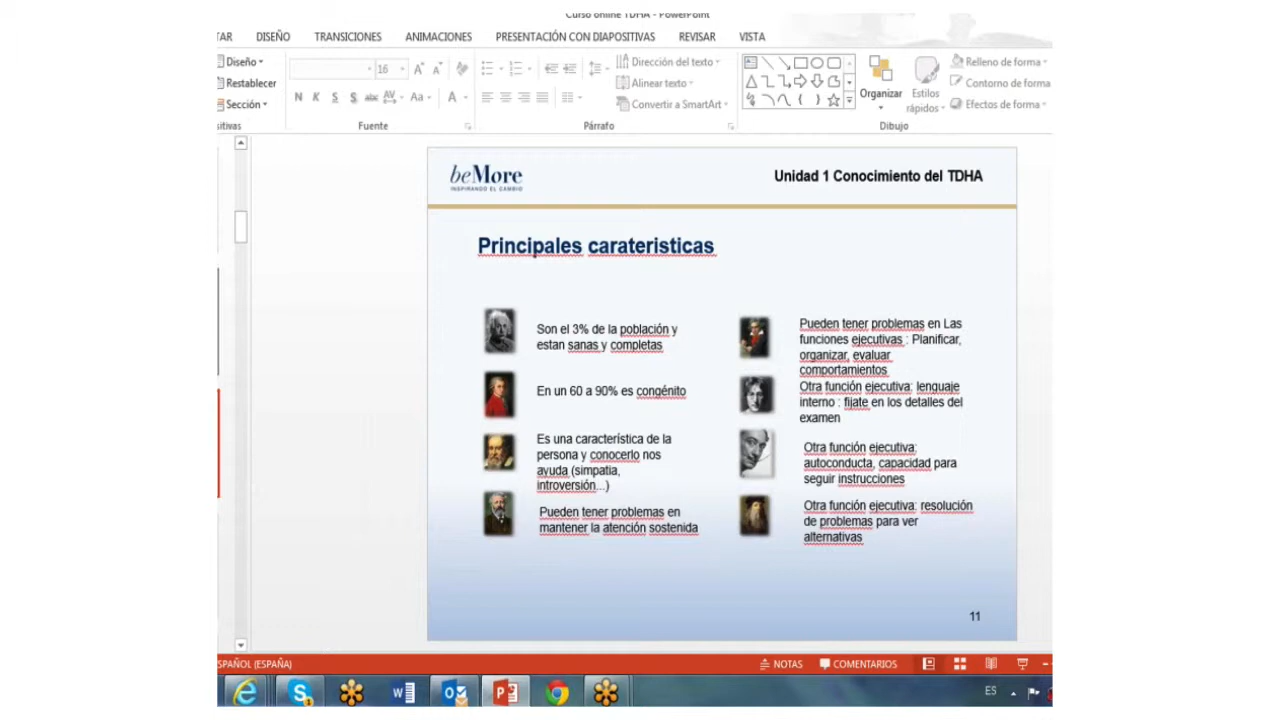 Curso online TDHA - PowerPoint
TAR DISEÑO TRANSICIONES ANIMACIONES PRESENTACIÓN CON DIAPOSITIVAS REVISAR VISTA
Diseño
Restablecer
Sección
sitivas
16
N K S S abc AV Aa A
Fuente
Párrafo
Dirección del texto
Alinear texto
Convertir a SmartArt
Organizar
Estilos
rápidos
Relleno de forma
Contorno de forma
Efectos de forma
Dibujo
beMore
INSPIRANDO EL CAMBIO
Unidad 1 Conocimiento del TDHA
Principales carateristicas
Son el 3% de la población y
estan sanas y completas
En un 60 a 90% es congénito
Es una característica de la
persona y conocerlo nos
ayuda (simpatia,
introversión...)
Pueden tener problemas en
mantener la atención sostenida
Pueden tener problemas en Las
funciones ejecutivas : Planificar,
organizar, evaluar
comportamientos
Otra función ejecutiva: lenguaje
interno : fijate en los detalles del
examen
Otra función ejecutiva:
autoconducta, capacidad para
seguir instrucciones
Otra función ejecutiva: resolución
de problemas para ver
alternativas
11
SPAÑOL (ESPAÑA)
NOTAS COMENTARIOS
ES